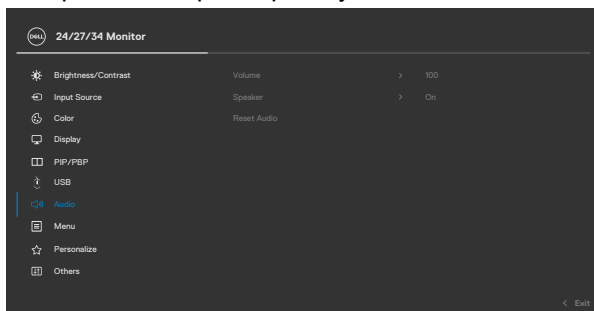 DELL 24/27/34 Monitor
Brightness/Contrast Volume > 100
Input Source Speaker > On
Color Reset Audio
Display
PIP/PBP
USB
Audio
Menu
Personalize
Others
< Exit